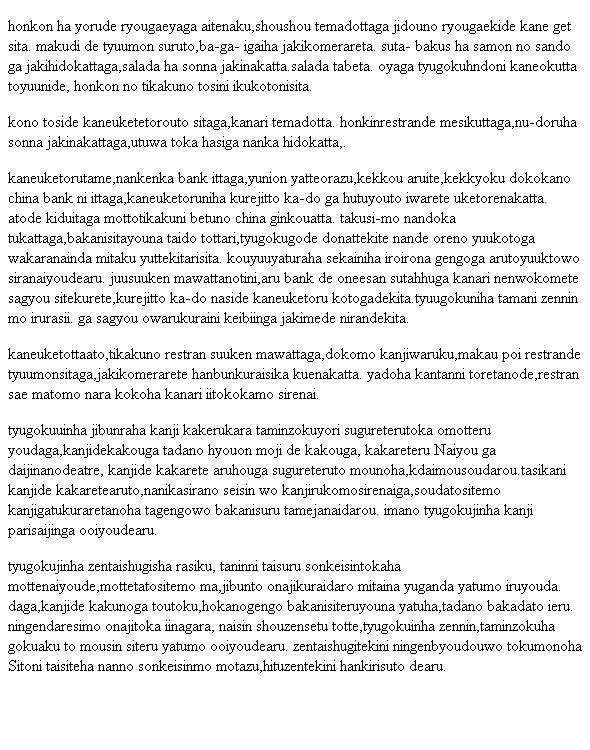 honkon ha yorude ryougaeyaga aitenaku,shoushou temadottaga jidouno ryougaekide kane get
sita. makudi de tyuumon suruto,ba-ga- igaiha jakikomerareta. suta- bakus ha samon no sando
ga jakihidokattaga,salada ha sonna jakinakatta.salada tabeta. oyaga tyugokuhndoni kaneokutta
toyuunide, honkon no tikakuno tosini ikukotonisita.

kono toside kaneuketetorouto sitaga,kanari temadotta. honkinrestrande mesikuttaga,nu-doruha
sonna jakinakattaga,utuwa toka hasiga nanka hidokatta,.

kaneuketorutame,nankenka bank ittaga,yunion yatteorazu,kekkou aruite,kekkyoku dokokano
china bank ni ittaga,kaneuketoruniha kurejitto ka-do ga hutuyouto iwarete uketorenakatta.
atode kiduitaga mottotikakuni betuno china ginkouatta. takusi-mo nandoka
tukattaga,bakanisitayouna taido tottari,tyugokugode donattekite nande oreno yuukotoga
wakaranainda mitaku yuttekitarisita. kouyuuyaturaha sekainiha iroirona gengoga arutoyuuktowo
siranaiyoudearu. juusuuken mawattanotini,aru bank de oneesan sutahhuga kanari nenwokomete
sagyou sitekurete,kurejitto ka-do naside kaneuketoru kotogadekita.tyuugokuniha tamani zennin
mo irurasii. ga sagyou owarukuraini keibiinga jakimede nirandekita.

kaneuketottaato,tikakuno restran suuken mawattaga,dokomo kanjiwaruku,makau poi restrande
tyuumonsitaga,jakikomerarete hanbunkuraisika kuenakatta. yadoha kantanni toretanode,restran
sae matomo nara kokoha kanari iitokokamo sirenai.

tyugokuuinha jibunraha kanji kakerukara taminzokuyori sugureterutoka omotteru
youdaga,kanjidekakouga tadano hyouon moji de kakouga, kakareteru Naiyou ga
daijinanodeatre, kanjide kakarete aruhouga sugureteruto mounoha,kdaimousoudarou.tasikani
kanjide kakaretearuto,nanikasirano seisin wo kanjirukomosirenaiga,soudatositemo
kanjigatukuraretanoha tagengowo bakanisuru tamejanaidarou. imano tyugokujinha kanji
parisaijinga ooiyoudearu.

tyugokujinha zentaishugisha rasiku, taninni taisuru sonkeisintokaha
mottenaiyoude,mottetatositemo ma,jibunto onajikuraidaro mitaina yuganda yatumo iruyouda.
daga,kanjide kakunoga toutoku,hokanogengo bakanisiteruyouna yatuha,tadano bakadato ieru.
ningendaresimo onajitoka iinagara, naisin shouzensetu totte,tyugokuinha zennin,taminzokuha
gokuaku to mousin siteru yatumo ooiyoudearu. zentaishugitekini ningenbyoudouwo tokumonoha
Sitoni taisiteha nanno sonkeisinmo motazu,hituzentekini hankirisuto dearu.